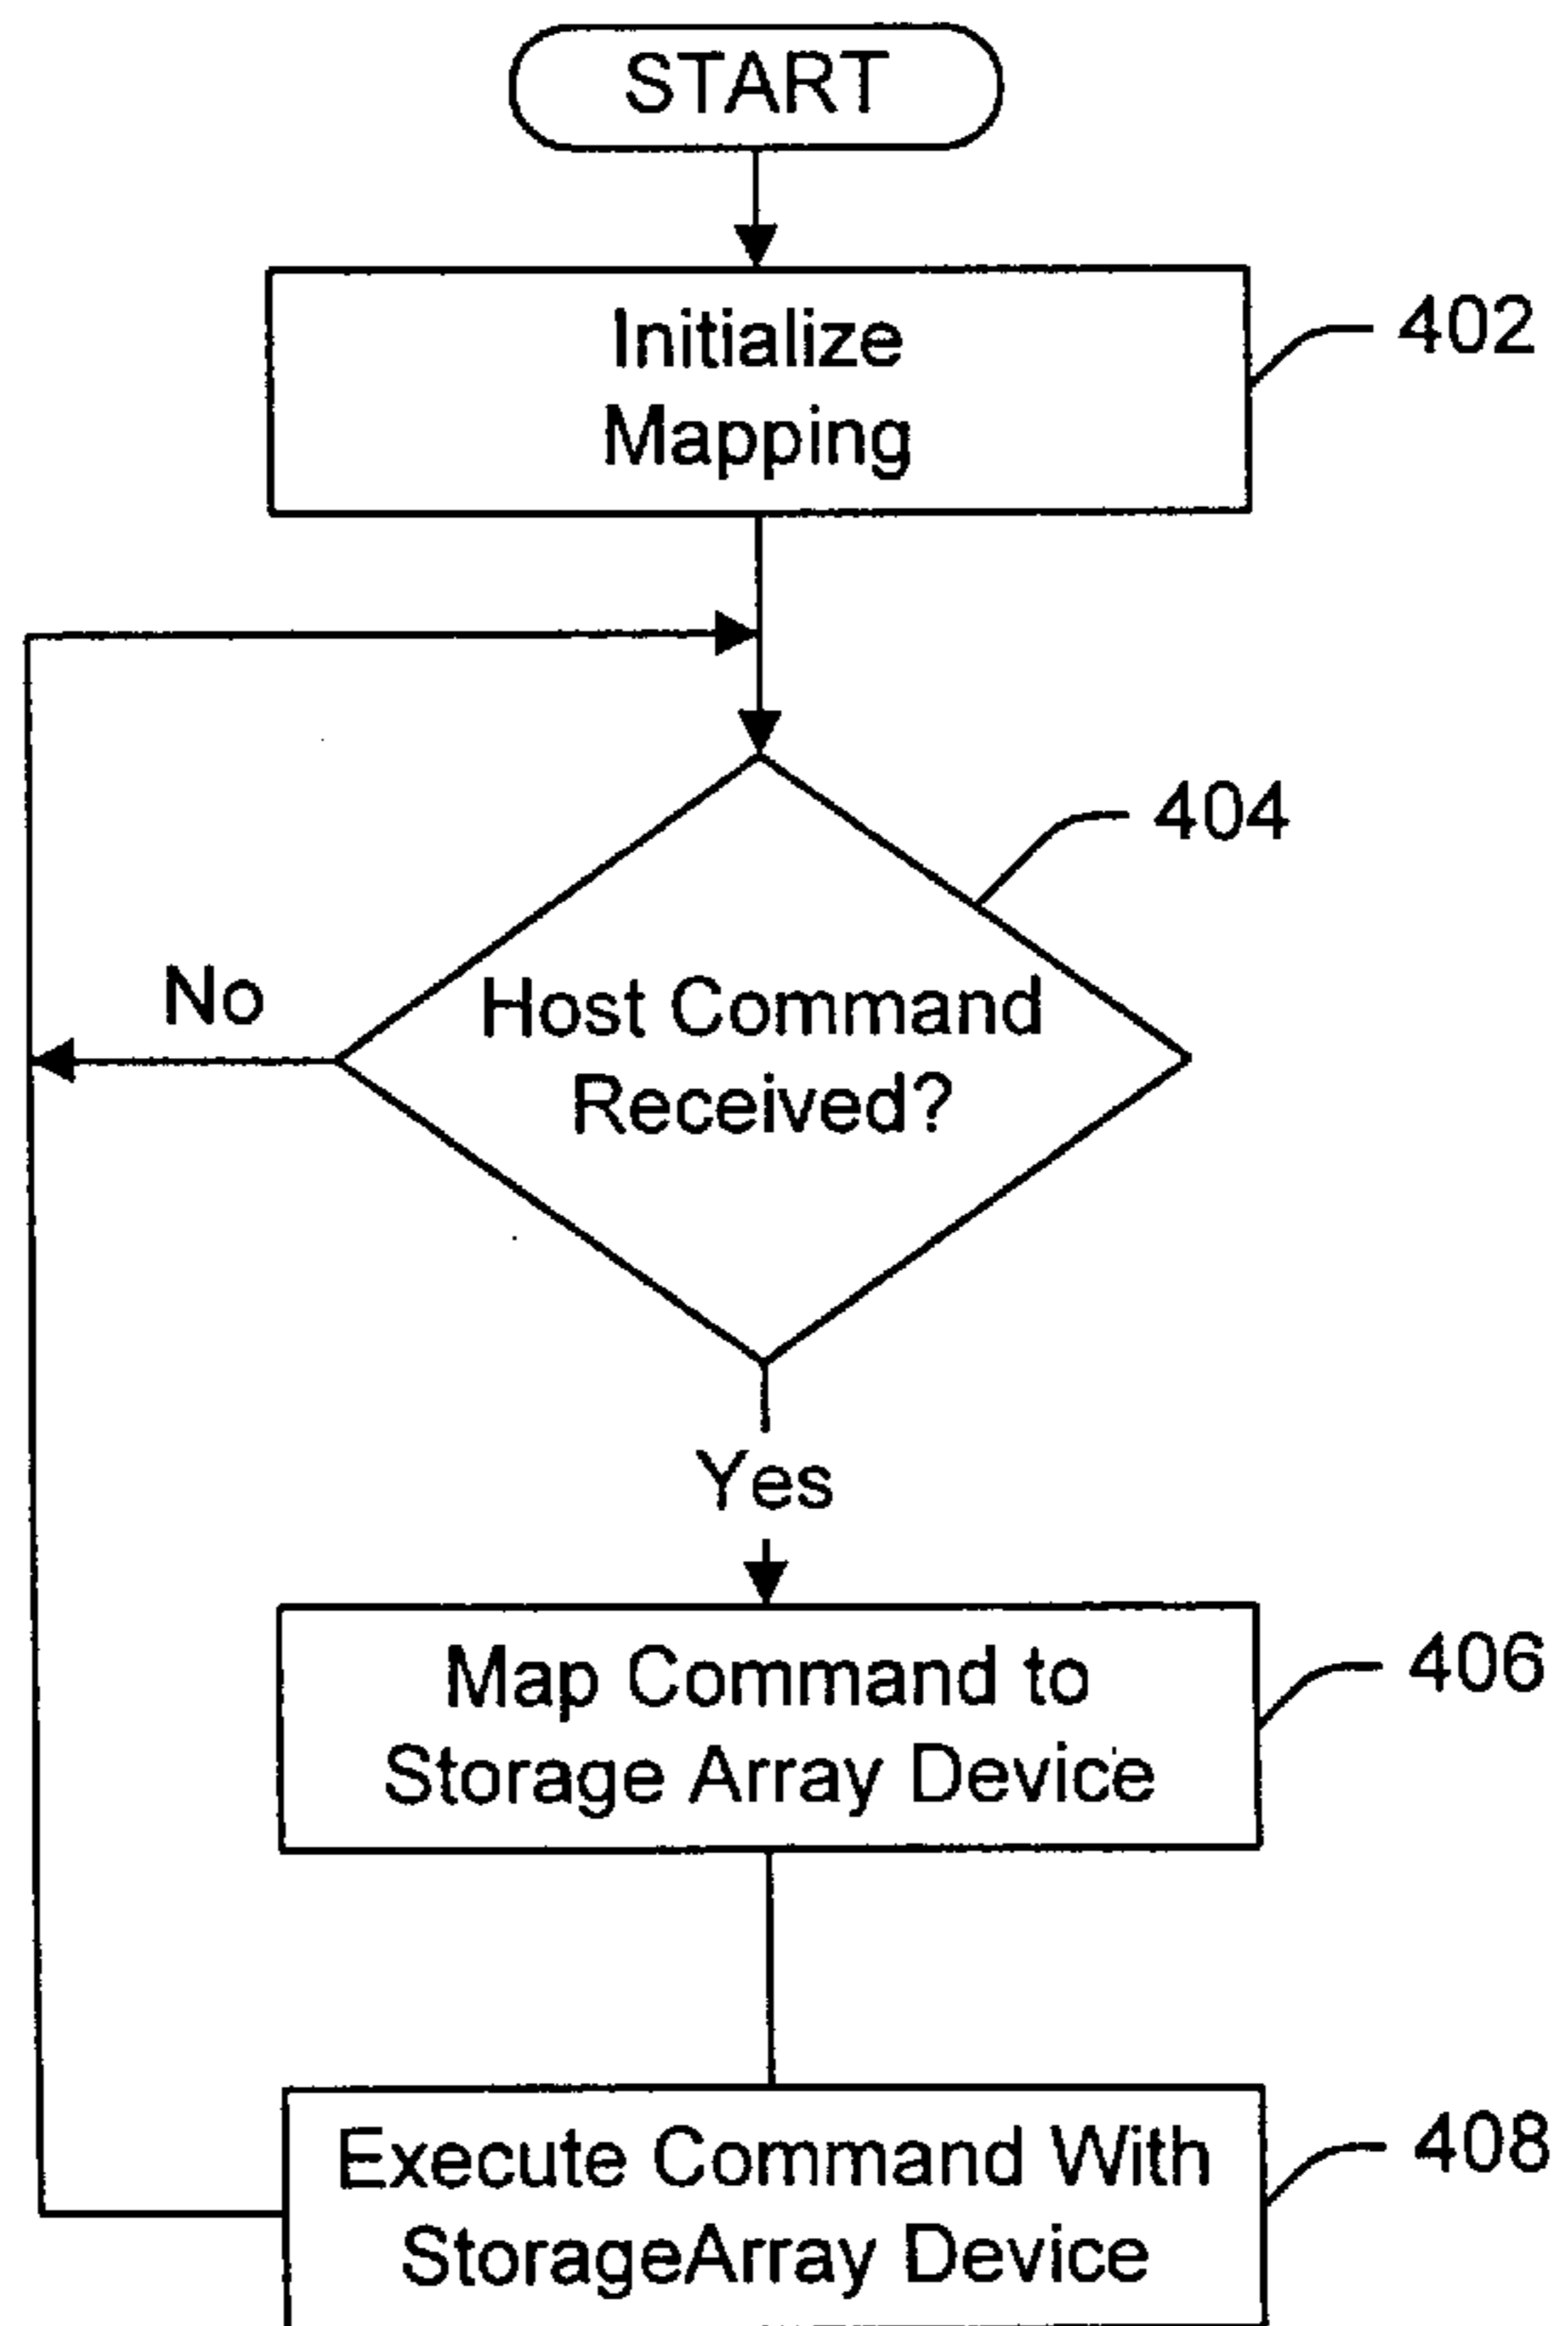 START
Initialize
Mapping
402
404
Host Command
Received?
No
Yes
Map Command to
Storage Array Device
406
Execute Command With
StorageArray Device
408